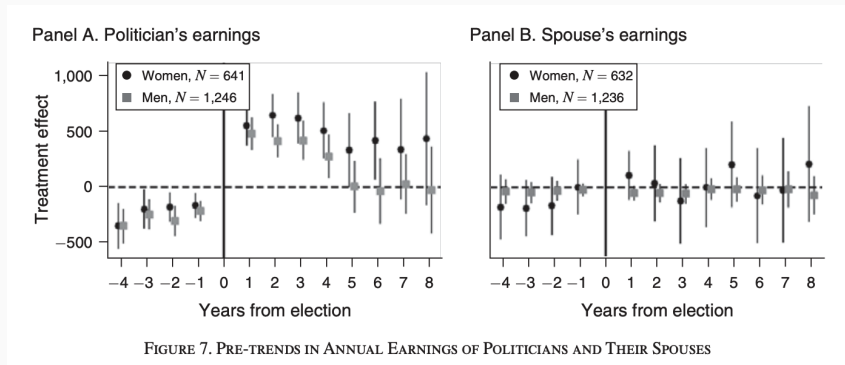 Panel A. Politician's earnings
Treatment effect
1,000
500
0
−500
Women, N = 641
Men, N = 1,246
−4 −3 −2 −1 0 1 2 3 4 5 6 7 8
Years from election
Panel B. Spouse's earnings
Women, N = 632
Men, N = 1,236
−4 −3 −2 −1 0 1 2 3 4 5 6 7 8
Years from election
FIGURE 7. PRE-TRENDS IN ANNUAL EARNINGS OF POLITICIANS AND THEIR SPOUSES